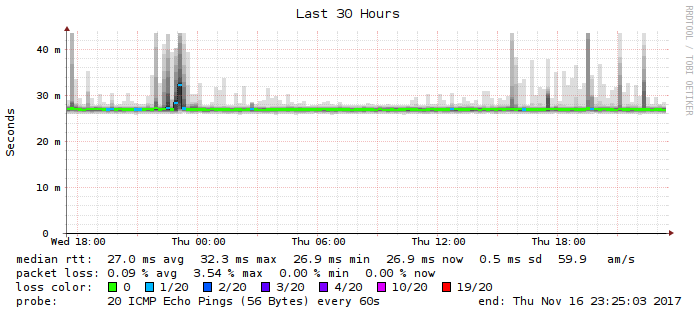 Last 30 Hours
RRDTOOL / TOBI OETIKER
Seconds
40 m
30 m
20 m
10 m
0
Wed 18:00 Thu 00:00 Thu 06:00 Thu 12:00 Thu 18:00
median rtt: 27.0 ms avg 32.3 ms max 26.9 ms min 26.9 ms now 0.5 ms sd 59.9 am/s
packet loss: 0.09 % avg 3.54 % max 0.00 % min 0.00 % now
loss color: 0 1/20 2/20 3/20 4/20 10/20 19/20
probe: 20 ICMP Echo Pings (56 Bytes) every 60s end: Thu Nov 16 23:25:03 2017